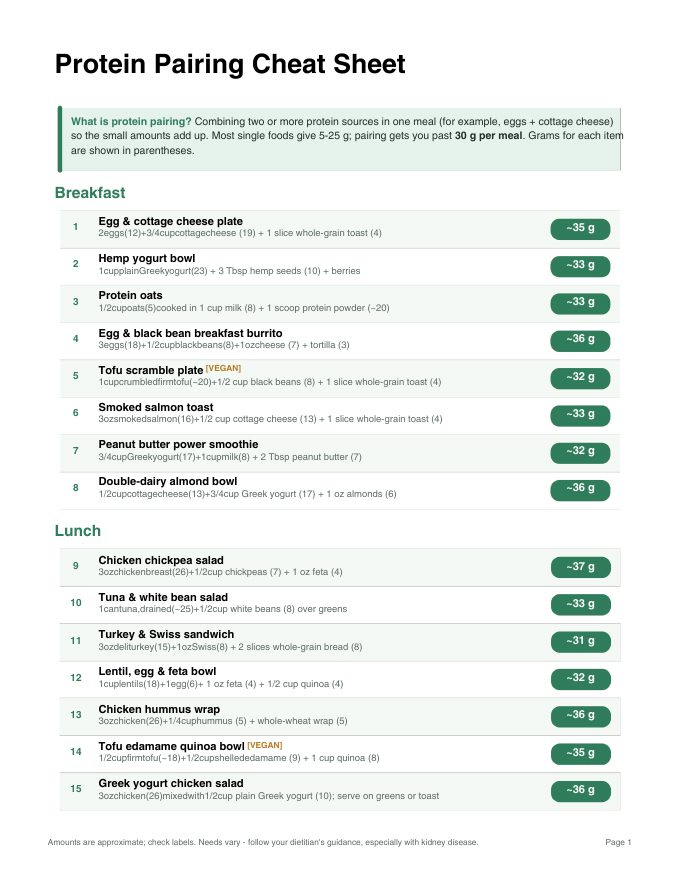 Protein Pairing Cheat Sheet
What is protein pairing? Combining two or more protein sources in one meal (for example, eggs + cottage cheese)
so the small amounts add up. Most single foods give 5-25 g; pairing gets you past 30 g per meal. Grams for each item
are shown in parentheses.
Breakfast
1 Egg & cottage cheese plate ~35 g
2eggs(12)+3/4cupcottagecheese (19) + 1 slice whole-grain toast (4)
2 Hemp yogurt bowl ~33 g
1cupplainGreekyogurt(23) + 3 Tbsp hemp seeds (10) + berries
3 Protein oats ~33 g
1/2cupoats(5)cooked in 1 cup milk (8) + 1 scoop protein powder (~20)
4 Egg & black bean breakfast burrito ~36 g
3eggs(18)+1/2cupblackbeans(8)+1ozcheese (7) + tortilla (3)
5 Tofu scramble plate [VEGAN] ~32 g
1cupcrumbledfirmtofu(~20)+1/2 cup black beans (8) + 1 slice whole-grain toast (4)
6 Smoked salmon toast ~33 g
3ozsmokedsalmon(16)+1/2 cup cottage cheese (13) + 1 slice whole-grain toast (4)
7 Peanut butter power smoothie ~32 g
3/4cupGreekyogurt(17)+1cupmilk(8) + 2 Tbsp peanut butter (7)
8 Double-dairy almond bowl ~36 g
1/2cupcottagecheese(13)+3/4cup Greek yogurt (17) + 1 oz almonds (6)
Lunch
9 Chicken chickpea salad ~37 g
3ozchickenbreast(26)+1/2cup chickpeas (7) + 1 oz feta (4)
10 Tuna & white bean salad ~33 g
1cantuna,drained(~25)+1/2cup white beans (8) over greens
11 Turkey & Swiss sandwich ~31 g
3ozdeliturkey(15)+1ozSwiss(8) + 2 slices whole-grain bread (8)
12 Lentil, egg & feta bowl ~32 g
1cuplentils(18)+1egg(6)+ 1 oz feta (4) + 1/2 cup quinoa (4)
13 Chicken hummus wrap ~36 g
3ozchicken(26)+1/4cuphummus (5) + whole-wheat wrap (5)
14 Tofu edamame quinoa bowl [VEGAN] ~35 g
1/2cupfirmtofu(~18)+1/2cupshellededamame (9) + 1 cup quinoa (8)
15 Greek yogurt chicken salad ~36 g
3ozchicken(26)mixedwith1/2cup plain Greek yogurt (10); serve on greens or toast
Amounts are approximate; check labels. Needs vary - follow your dietitian's guidance, especially with kidney disease. Page 1